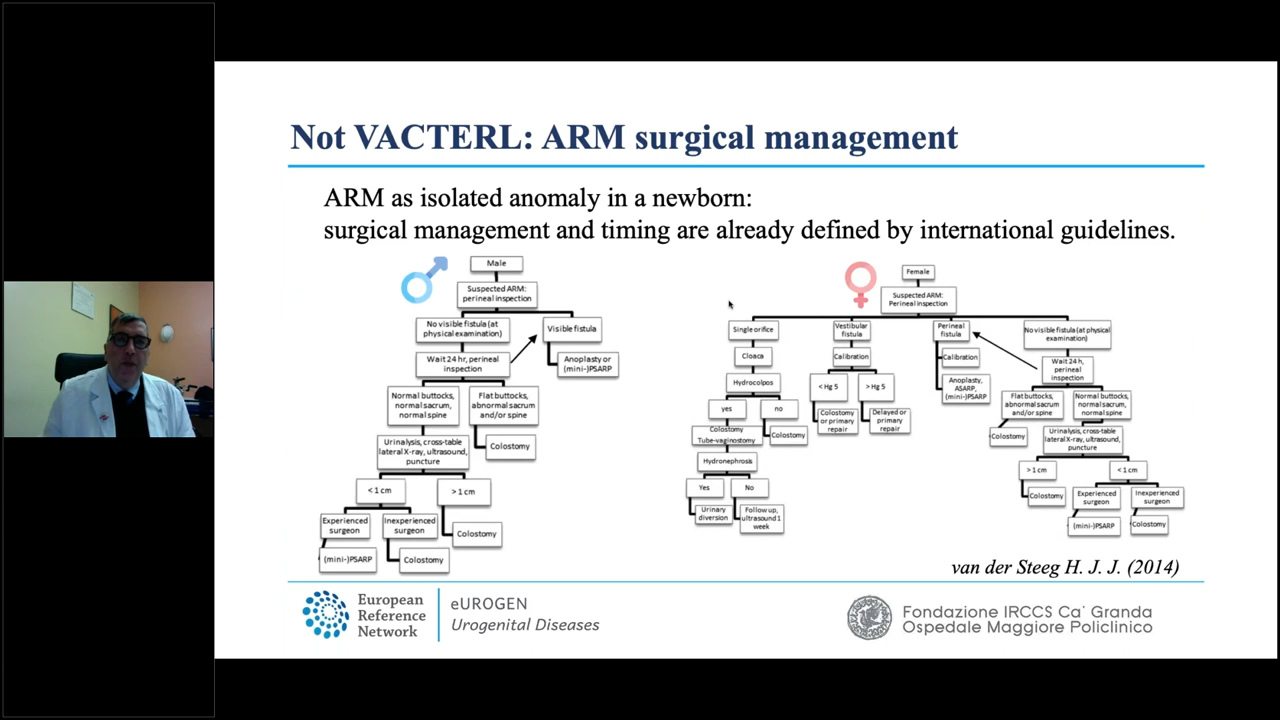 Not VACTERL: ARM surgical management
ARM as isolated anomaly in a newborn:
surgical management and timing are already defined by international guidelines.
Male
Suspected ARM:
perineal inspection
No visible fistula (at
physical examination)
Visible fistula
Wait 24 hr, perineal
inspection
Anoplasty or
(mini-)PSARP
Normal buttocks,
normal sacrum,
normal spine
Flat buttocks,
abnormal sacrum
and/or spine
Urinalysis, cross-table
lateral X-ray, ultrasound,
puncture
Colostomy
< 1 cm
> 1 cm
Experienced
surgeon
Inexperienced
surgeon
Colostomy
(mini-)PSARP
Colostomy
Female
Suspected ARM:
Perineal inspection
Single orifice
Vestibular
fistula
Perineal
fistula
No visible fistula (at physical
examination)
Cloaca
Calibration
Calibration
Wait 24 h,
perineal
inspection
Hydrocolpos
< Hg 5
> Hg 5
Anoplasty,
ASARP,
(mini-)PSARP
Flat buttocks,
abnormal sacrum
and/or spine
Normal buttocks,
normal sacrum,
normal spine
yes
no
Colostomy
or primary
repair
Delayed or
primary
repair
Colostomy
Tube-vaginostomy
Colostomy
Colostomy
Urinalysis, cross-table
lateral X-ray, ultrasound,
puncture
Hydronephrosis
> 1 cm
< 1 cm
Yes
No
Colostomy
Experienced
surgeon
Inexperienced
surgeon
Urinary
diversion
Follow up,
ultrasound 1
week
(mini-)PSARP
Colostomy
van der Steeg H. J. J. (2014)
European
Reference
Network
eUROGEN
Urogenital Diseases
Fondazione IRCCS Ca' Granda
Ospedale Maggiore Policlinico